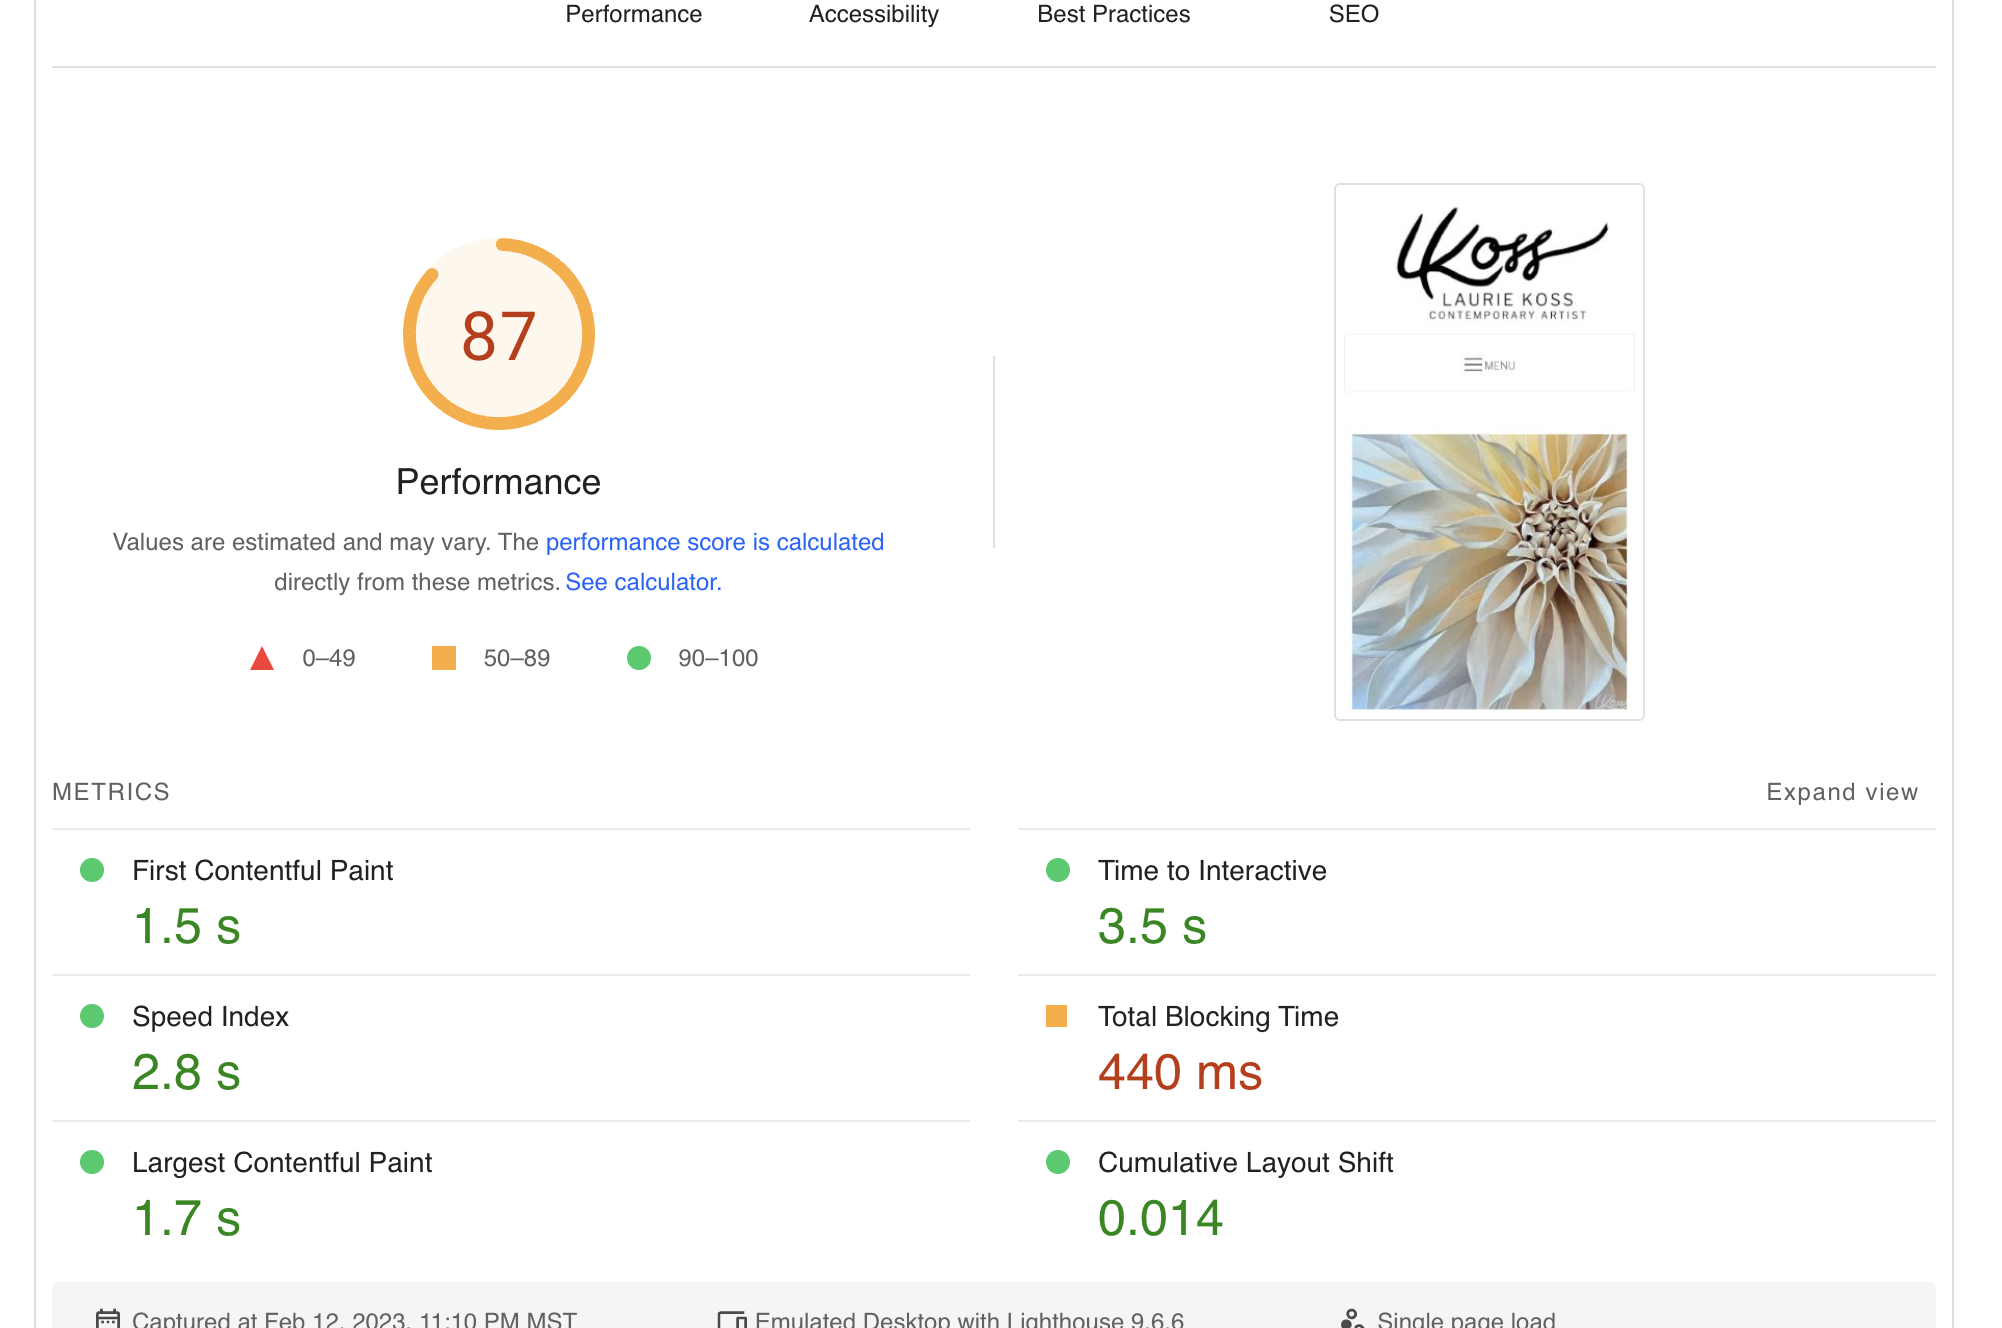 Performance Accessibility Best Practices SEO
87
Performance
Values are estimated and may vary. The performance score is calculated
directly from these metrics. See calculator.
0–49 50–89 90–100
LKoss
LAURIE KOSS
CONTEMPORARY ARTIST
MENU
LKoss
METRICS
Expand view
First Contentful Paint
1.5 s
Time to Interactive
3.5 s
Speed Index
2.8 s
Total Blocking Time
440 ms
Largest Contentful Paint
1.7 s
Cumulative Layout Shift
0.014
Captured at Feb 12, 2023, 11:10 PM MST
Emulated Desktop with Lighthouse 9.6.6
Single page load